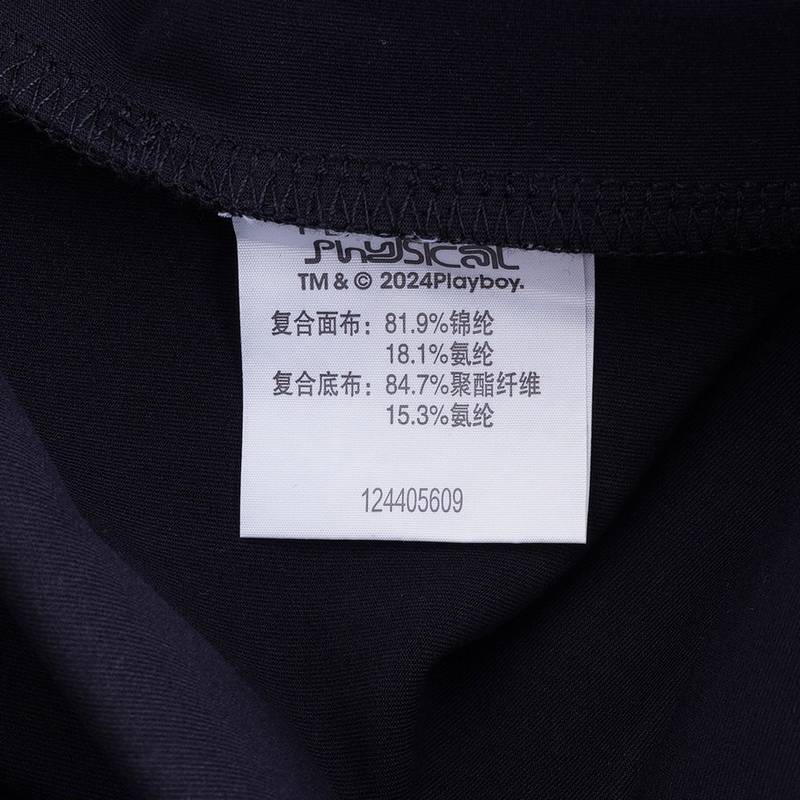 Physical
TM & © 2024Playboy.
复合面布：81.9%锦纶
18.1%氨纶
复合底布：84.7%聚酯纤维
15.3%氨纶
124405609